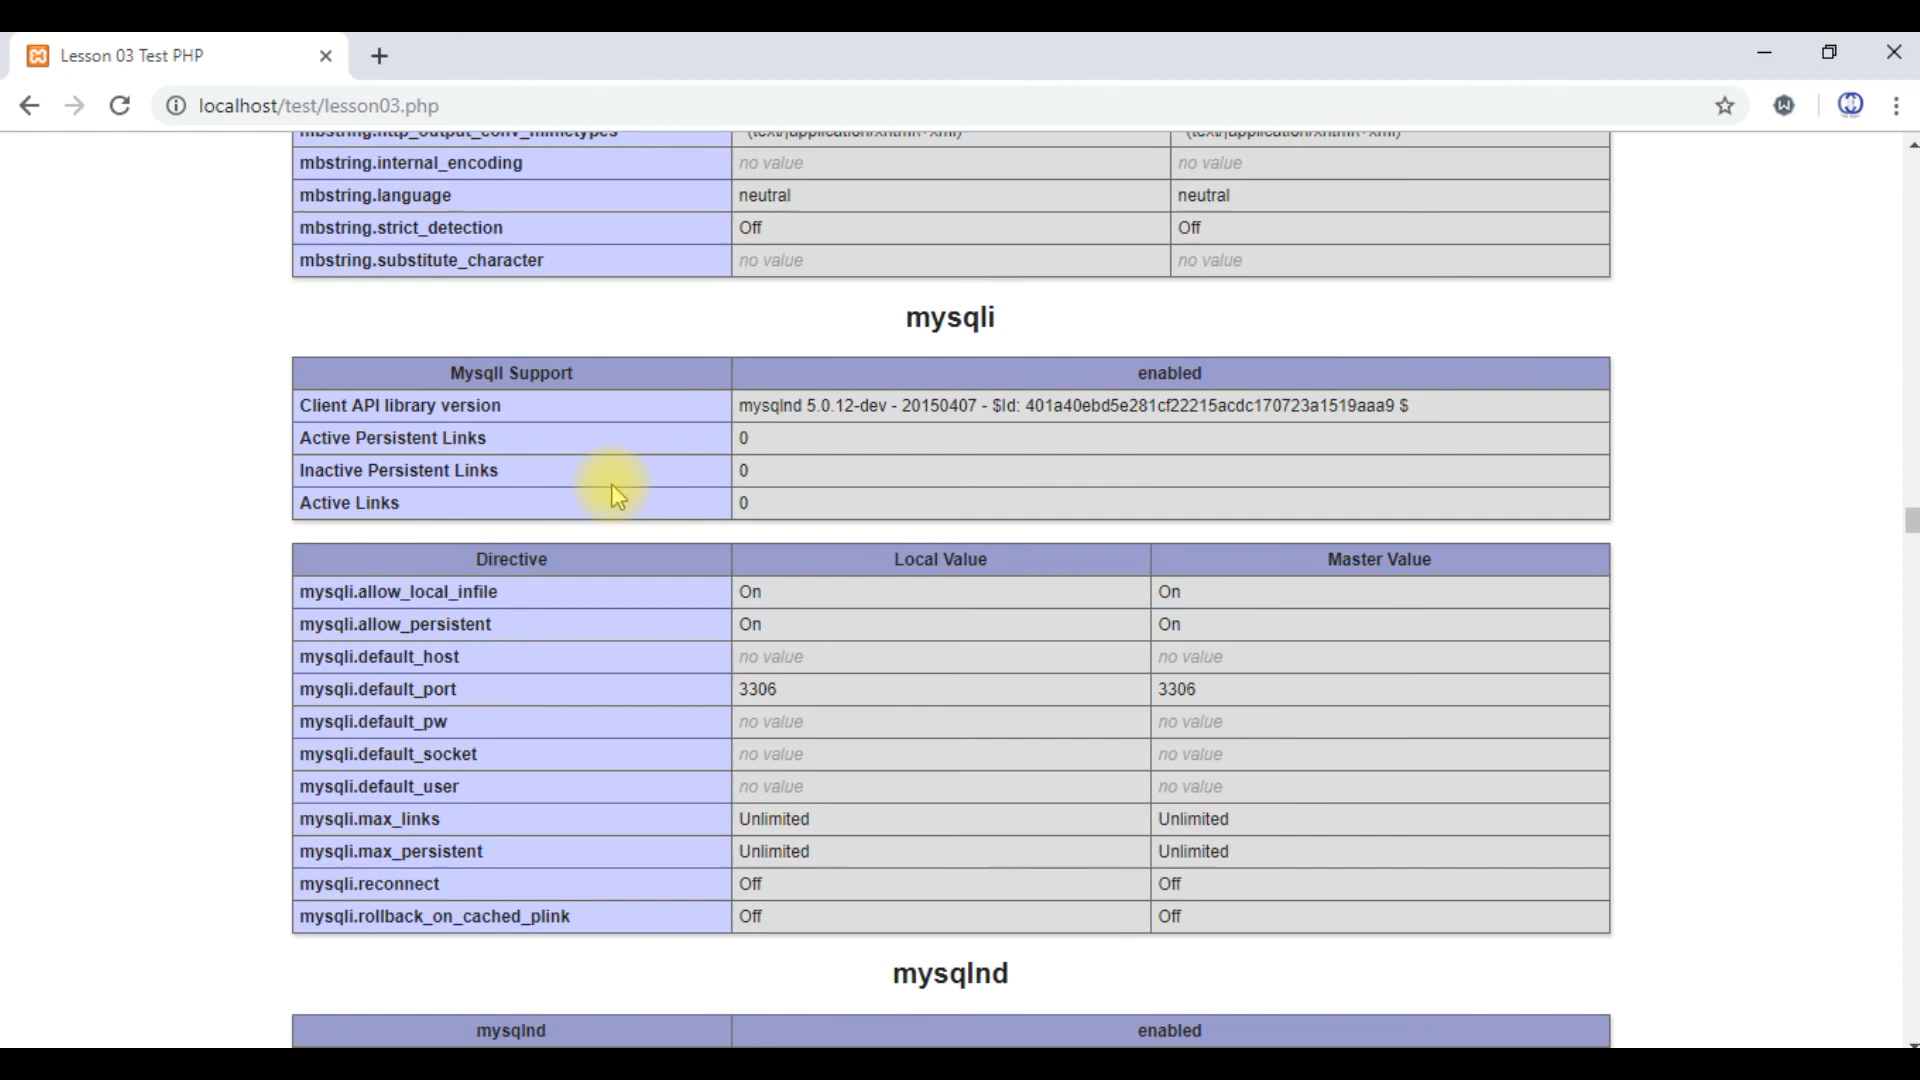 Lesson 03 Test PHP
localhost/test/lesson03.php
mbstring.http_output_conv_mimetypes
mbstring.internal_encoding no value no value
mbstring.language neutral neutral
mbstring.strict_detection Off Off
mbstring.substitute_character no value no value
mysqli
MysqlI Support enabled
Client API library version mysqlnd 5.0.12-dev - 20150407 - $Id: 401a40ebd5e281cf22215acdc170723a1519aaa9 $
Active Persistent Links 0
Inactive Persistent Links 0
Active Links 0
Directive Local Value Master Value
mysqli.allow_local_infile On On
mysqli.allow_persistent On On
mysqli.default_host no value no value
mysqli.default_port 3306 3306
mysqli.default_pw no value no value
mysqli.default_socket no value no value
mysqli.default_user no value no value
mysqli.max_links Unlimited Unlimited
mysqli.max_persistent Unlimited Unlimited
mysqli.reconnect Off Off
mysqli.rollback_on_cached_plink Off Off
mysqlnd
mysqlnd enabled